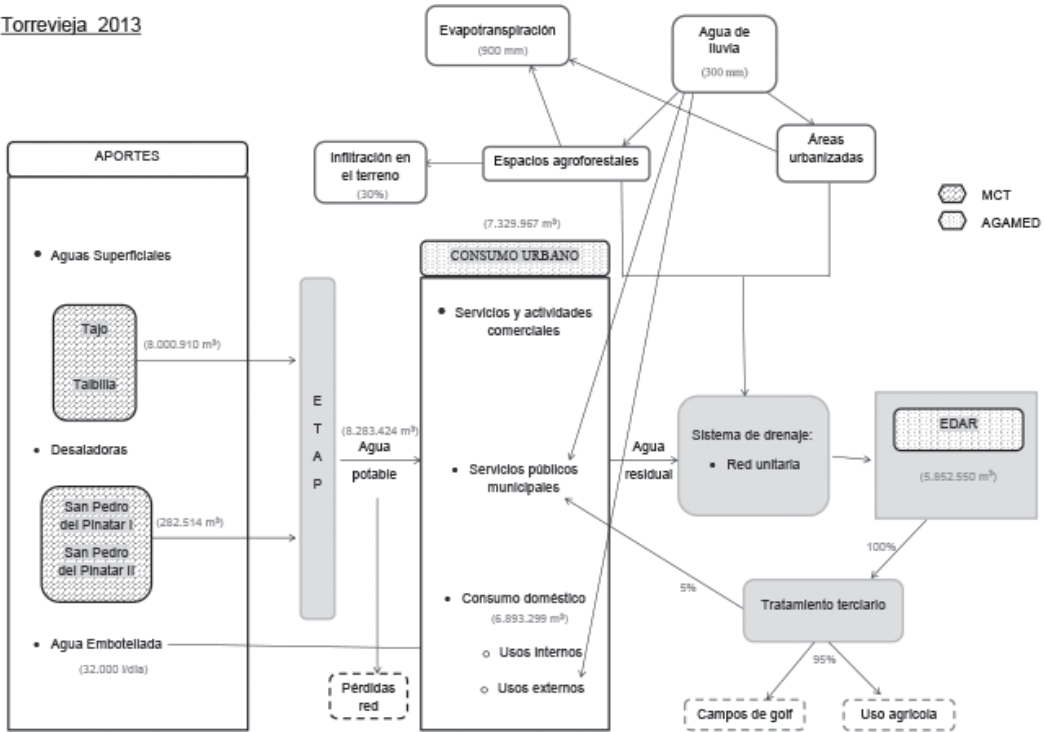 Torrevieja 2013
Evapotranspiración
(900 mm)
Agua de
lluvia
(300 mm)
Áreas
urbanizadas
Espacios agroforestales
Infiltración en
el terreno
(30%)
MCT
AGAMED
APORTES
• Aguas Superficiales
Tajo
Taibilla
(8.000.910 m³)
• Desaladoras
San Pedro
del Pinatar I
San Pedro
del Pinatar II
(282.514 m³)
• Agua Embotellada
(32.000 l/día)
E
T
A
P
(8.283.424 m³)
Agua
potable
Pérdidas
red
(7.329.967 m³)
CONSUMO URBANO
• Servicios y actividades
comerciales
• Servicios públicos
municipales
• Consumo doméstico
(6.893.299 m³)
o Usos internos
o Usos externos
Agua
residual
Sistema de drenaje:
• Red unitaria
EDAR
(5.852.550 m³)
100%
Tratamiento terciario
5%
95%
Campos de golf
Uso agrícola